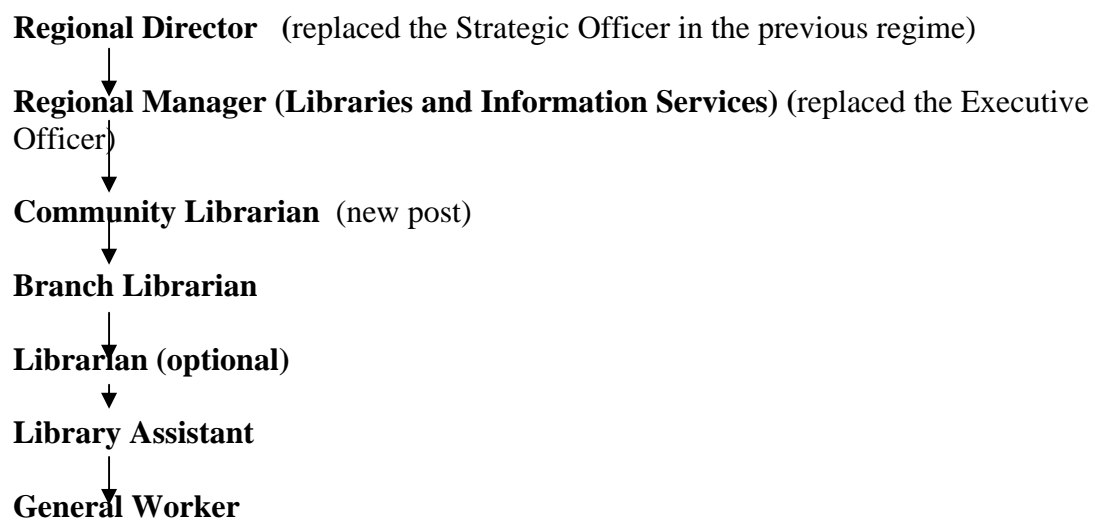 Regional Director (replaced the Strategic Officer in the previous regime)
Regional Manager (Libraries and Information Services) (replaced the Executive
Officer)
Community Librarian (new post)
Branch Librarian
Librarian (optional)
Library Assistant
General Worker